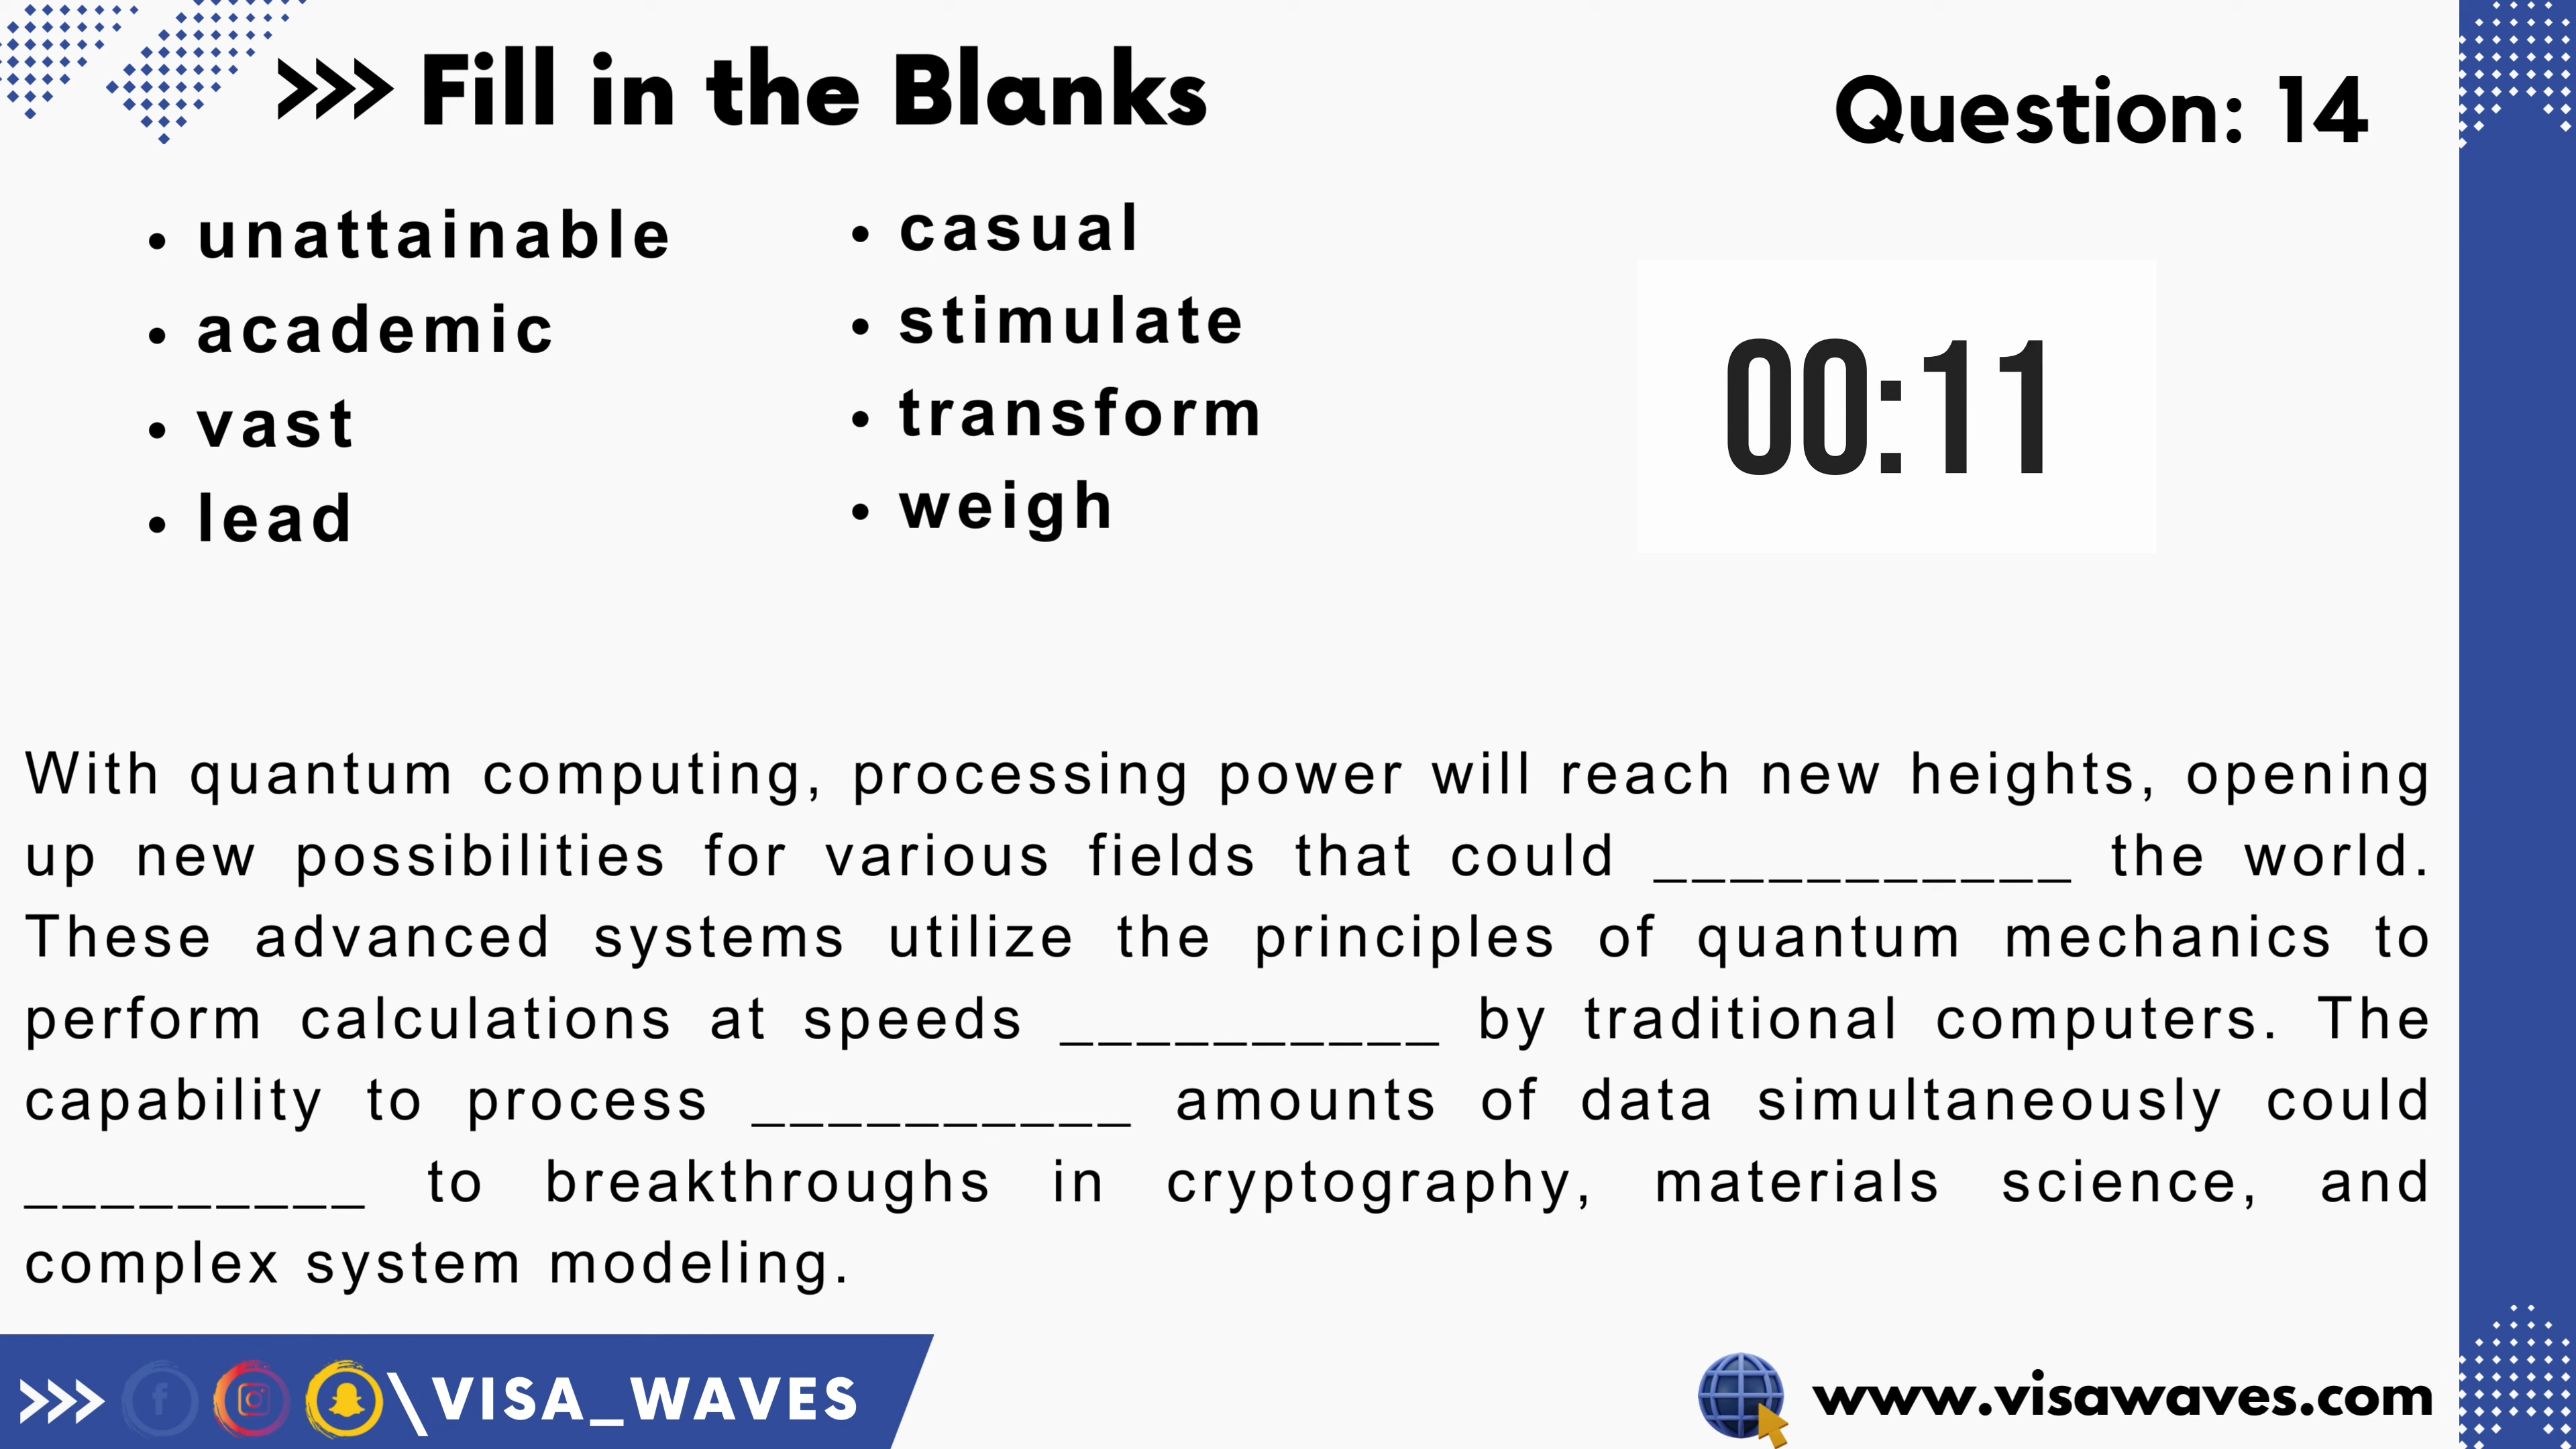 >>> Fill in the Blanks
Question: 14
• unattainable
• academic
• vast
• lead
• casual
• stimulate
• transform
• weigh
00:11
With quantum computing, processing power will reach new heights, opening
up new possibilities for various fields that could ___________ the world.
These advanced systems utilize the principles of quantum mechanics to
perform calculations at speeds __________ by traditional computers. The
capability to process __________ amounts of data simultaneously could
_________ to breakthroughs in cryptography, materials science, and
complex system modeling.
>>> \VISA_WAVES
www.visawaves.com